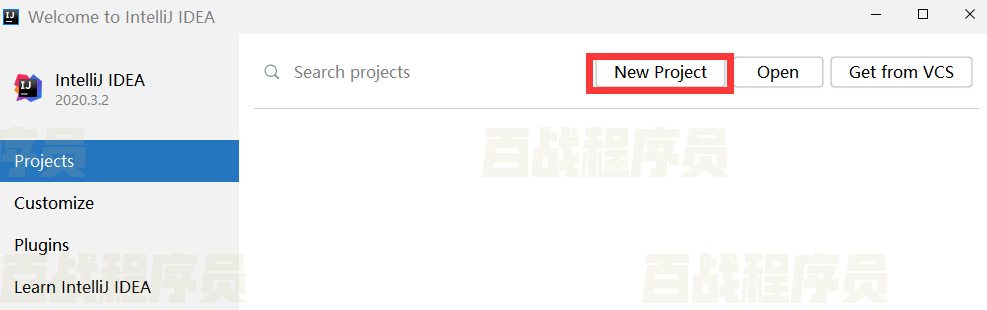 Welcome to IntelliJ IDEA
IntelliJ IDEA
2020.3.2
Search projects
New Project
Open
Get from VCS
Projects
Customize
Plugins
Learn IntelliJ IDEA
百战程序员
百战程序员
百战程序员
序员